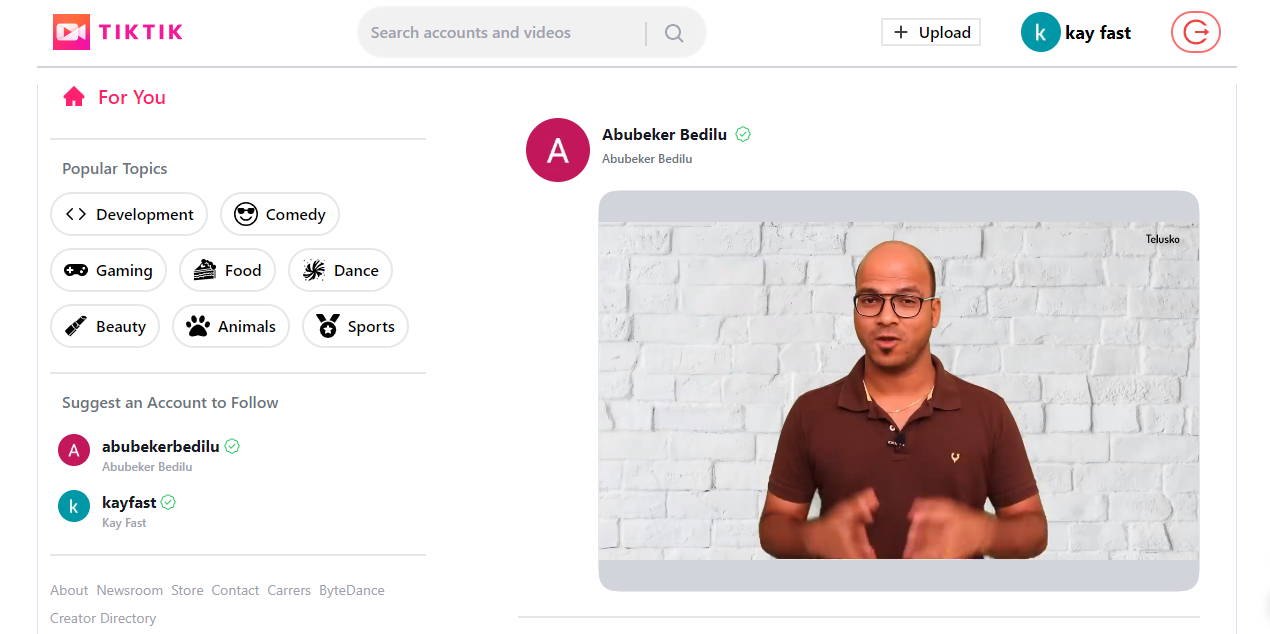 TIKTIK
Search accounts and videos
Upload
k
kay fast
For You
Popular Topics
Development
Comedy
Gaming
Food
Dance
Beauty
Animals
Sports
Suggest an Account to Follow
A
abubekerbedilu
Abubeker Bedilu
k
kayfast
Kay Fast
About Newsroom Store Contact Carrers ByteDance
Creator Directory
A
Abubeker Bedilu
Abubeker Bedilu
Telusko